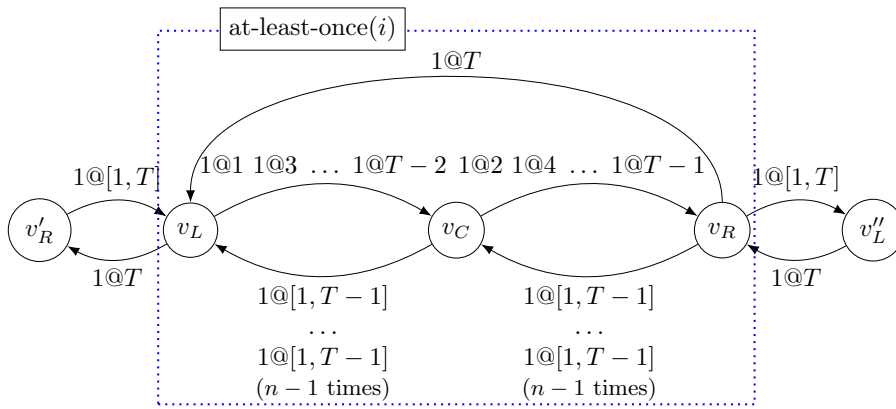 at-least-once(i)
1@T
1@[1, T]
1@1 1@3 … 1@T − 2
1@2 1@4 … 1@T − 1
1@[1, T]
v′_R
v_L
v_C
v_R
v″_L
1@T
1@T
1@[1, T − 1]
…
1@[1, T − 1]
(n − 1 times)
1@[1, T − 1]
…
1@[1, T − 1]
(n − 1 times)